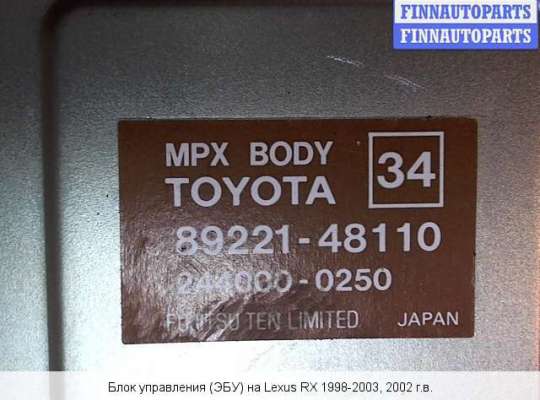 FINNAUTOPARTS
FINNAUTOPARTS
MPX BODY 34
TOYOTA
89221-48110
244000-0250
FUJITSU TEN LIMITED JAPAN
Блок управления (ЭБУ) на Lexus RX 1998-2003, 2002 г.в.